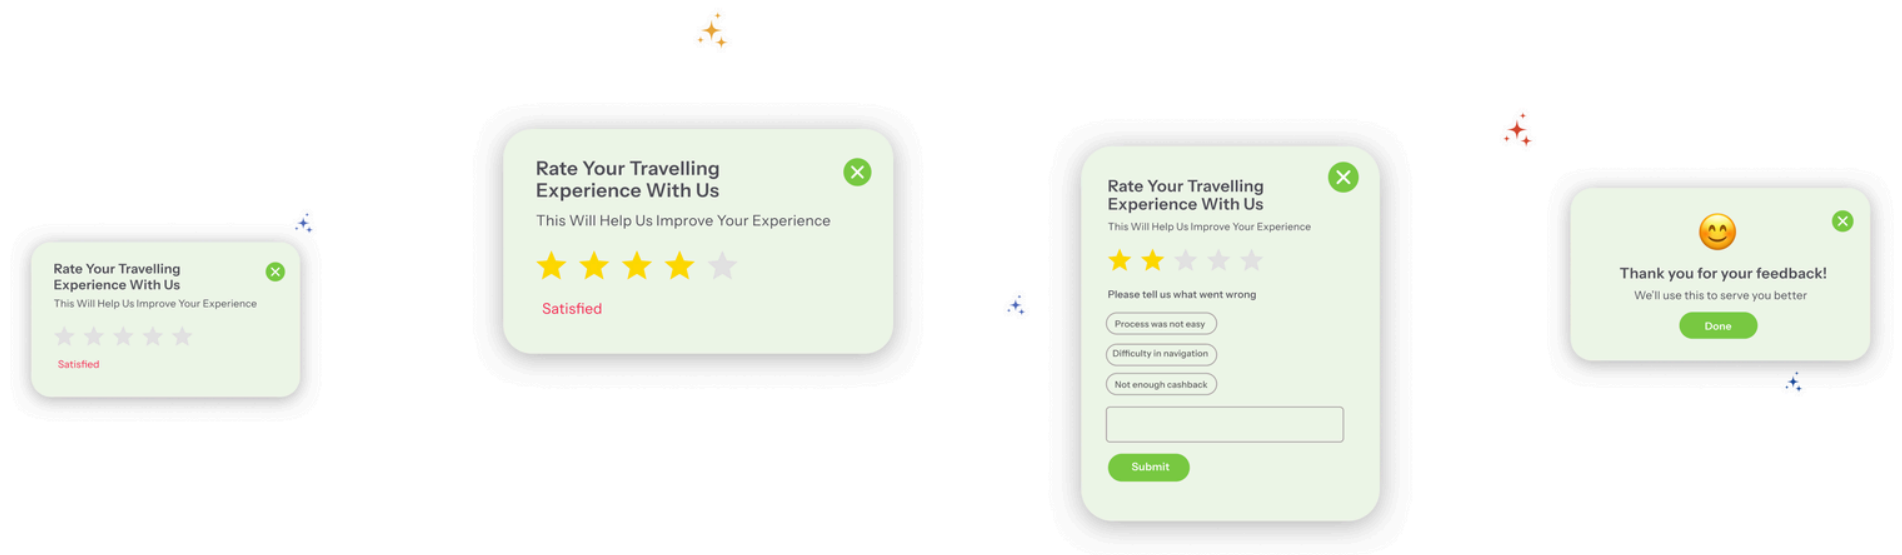 Rate Your Travelling
Experience With Us
This Will Help Us Improve Your Experience
Satisfied
Rate Your Travelling
Experience With Us
This Will Help Us Improve Your Experience
Satisfied
Rate Your Travelling
Experience With Us
This Will Help Us Improve Your Experience
Please tell us what went wrong
Process was not easy
Difficulty in navigation
Not enough cashback
Submit
Thank you for your feedback!
We'll use this to serve you better
Done